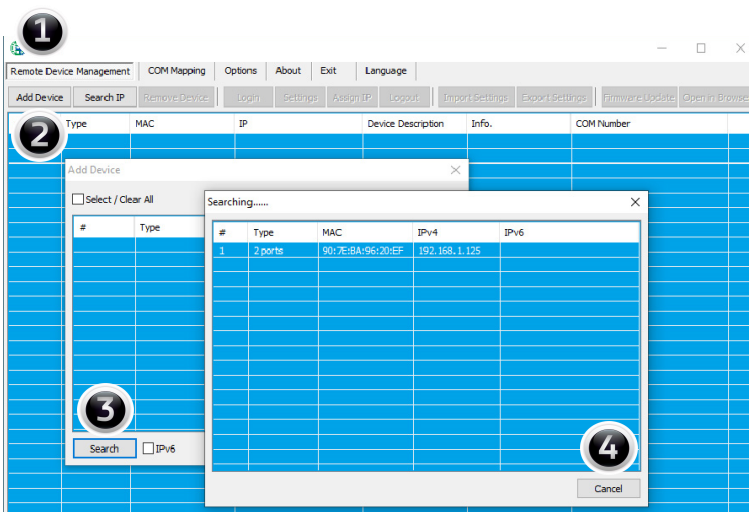 1
Remote Device Management COM Mapping Options About Exit Language
Add Device Search IP Remove Device Login Settings Assign IP Logout Import Settings Export Settings Firmware Update Open in Browse
2 Type MAC IP Device Description Info. COM Number
Add Device
Select / Clear All
# Type
Searching......
# Type MAC IPv4 IPv6
1 2 ports 90:7E:BA:96:20:EF 192.168.1.125
3
Search IPv6
4
Cancel